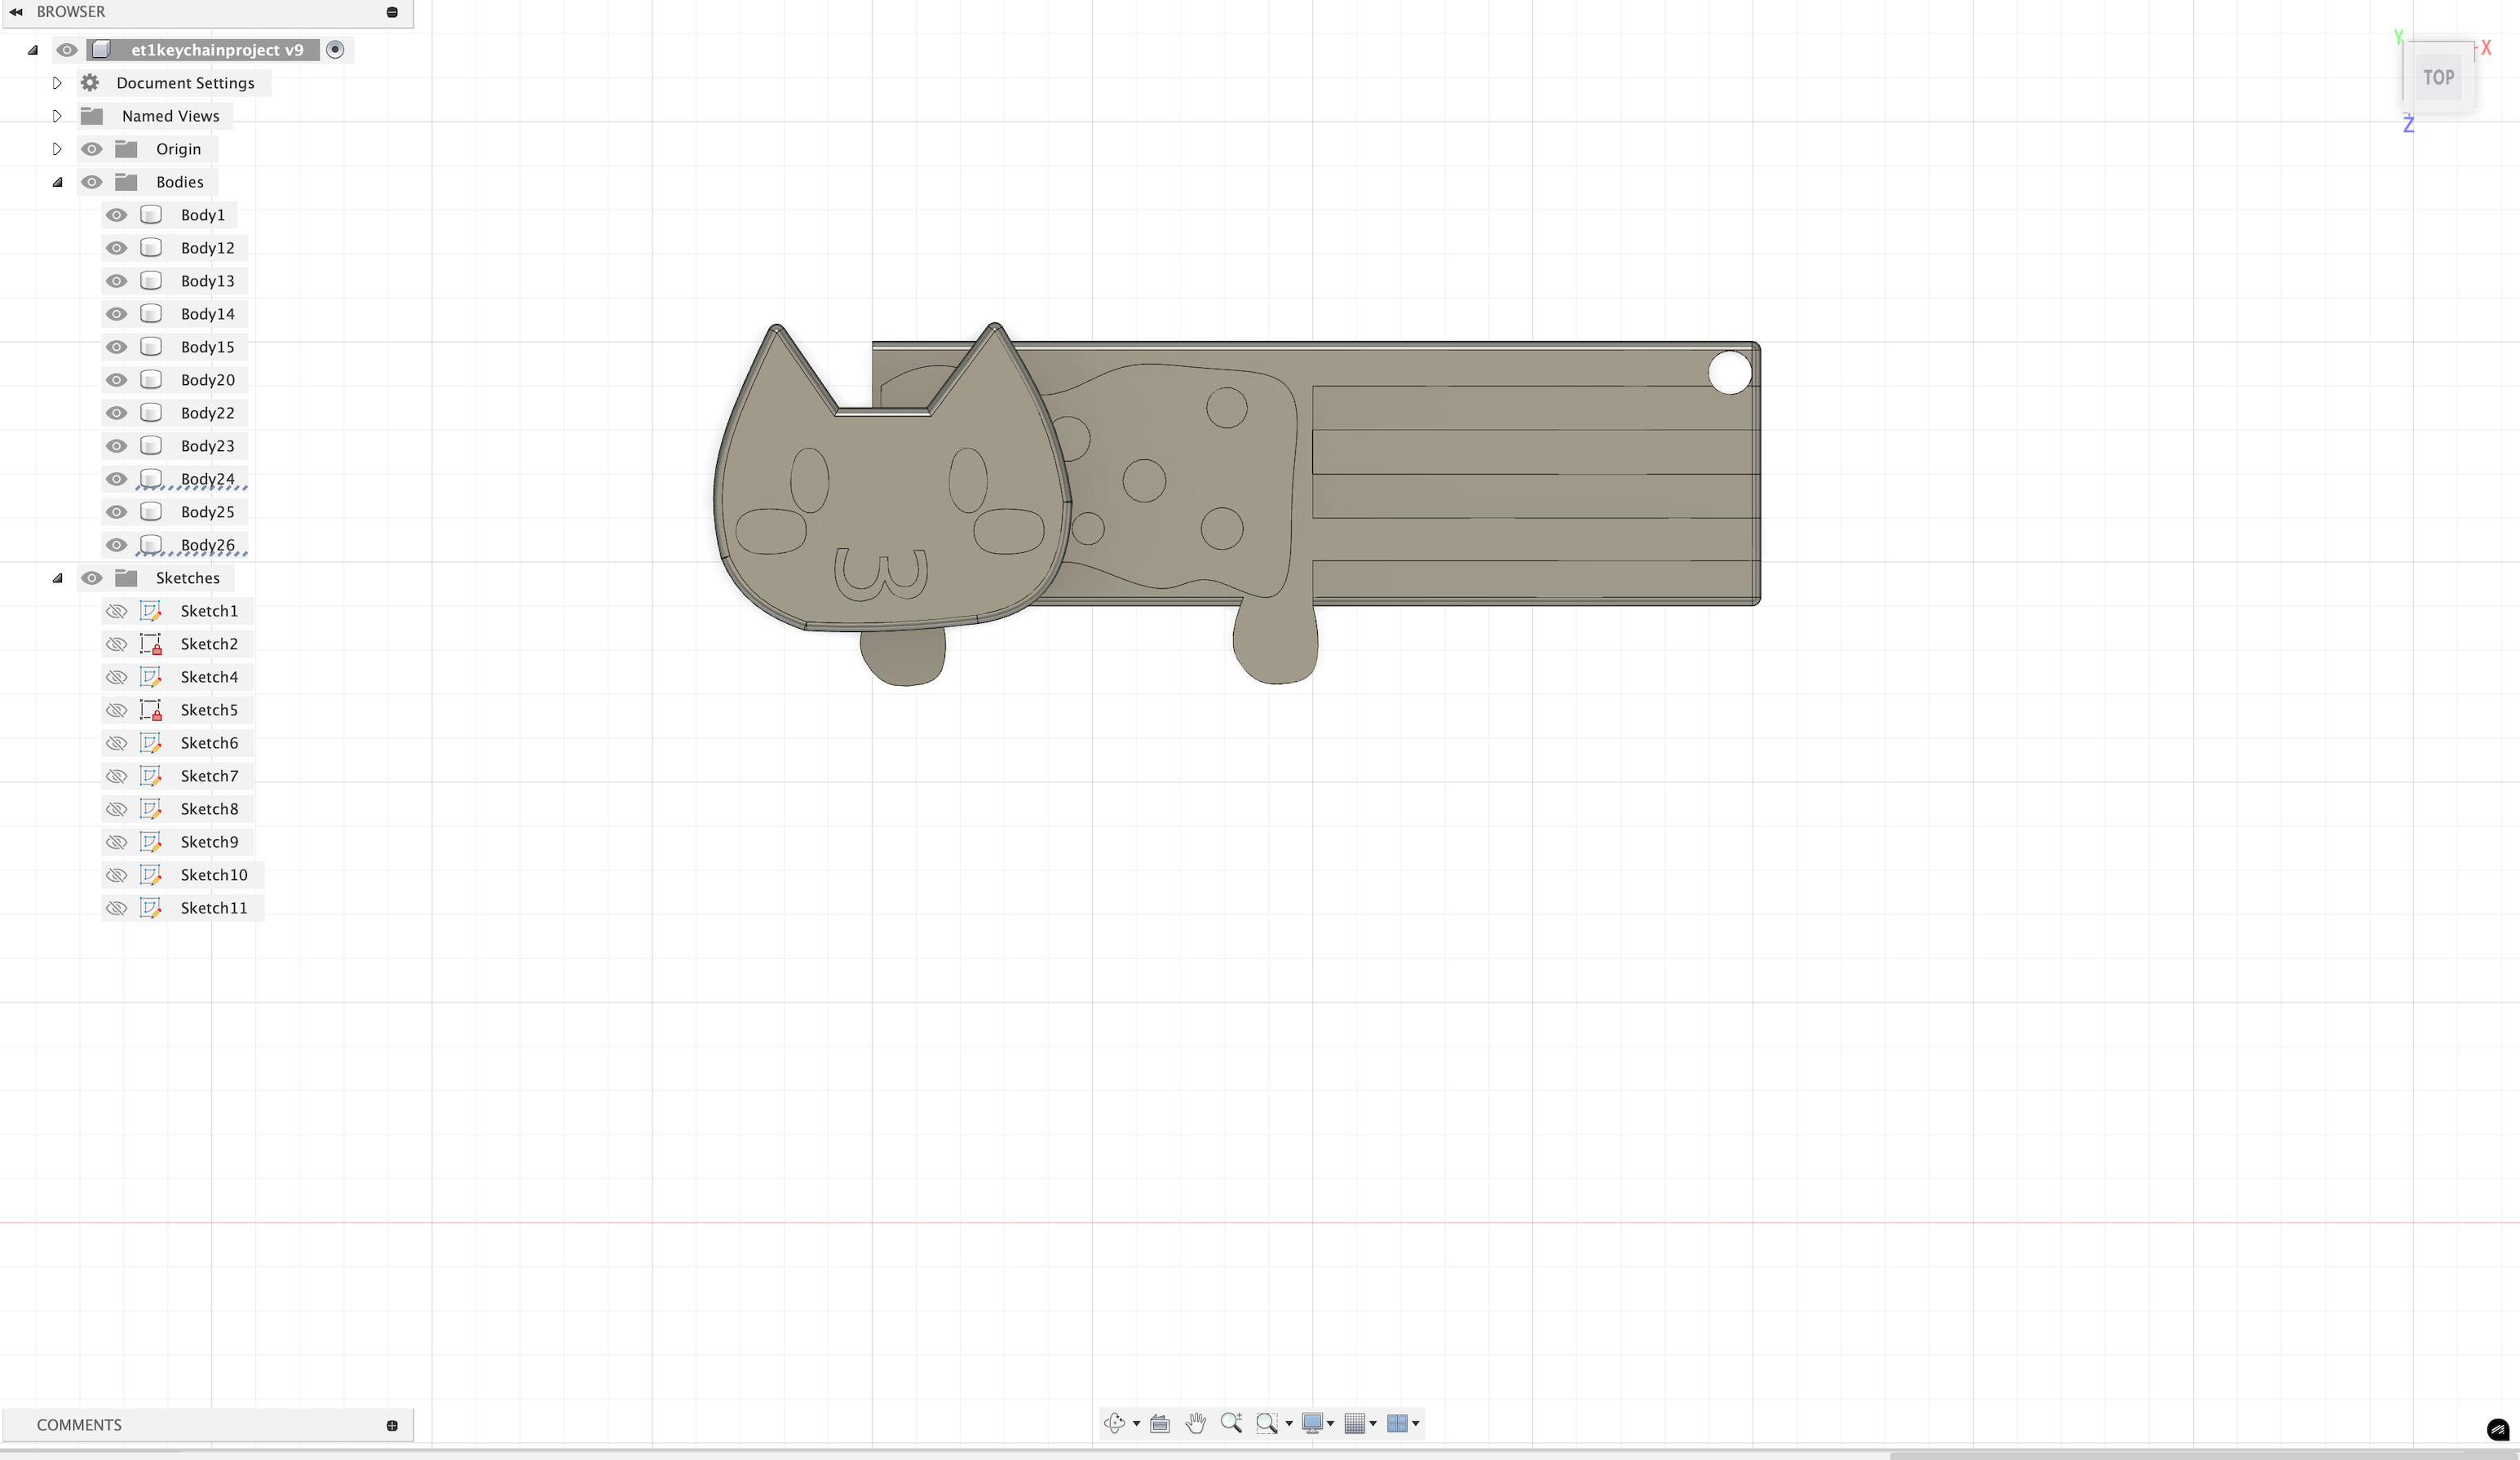 BROWSER
et1keychainproject v9
Document Settings
Named Views
Origin
Bodies
Body1
Body12
Body13
Body14
Body15
Body20
Body22
Body23
Body24
Body25
Body26
Sketches
Sketch1
Sketch2
Sketch4
Sketch5
Sketch6
Sketch7
Sketch8
Sketch9
Sketch10
Sketch11
Y
X
TOP
Z
COMMENTS